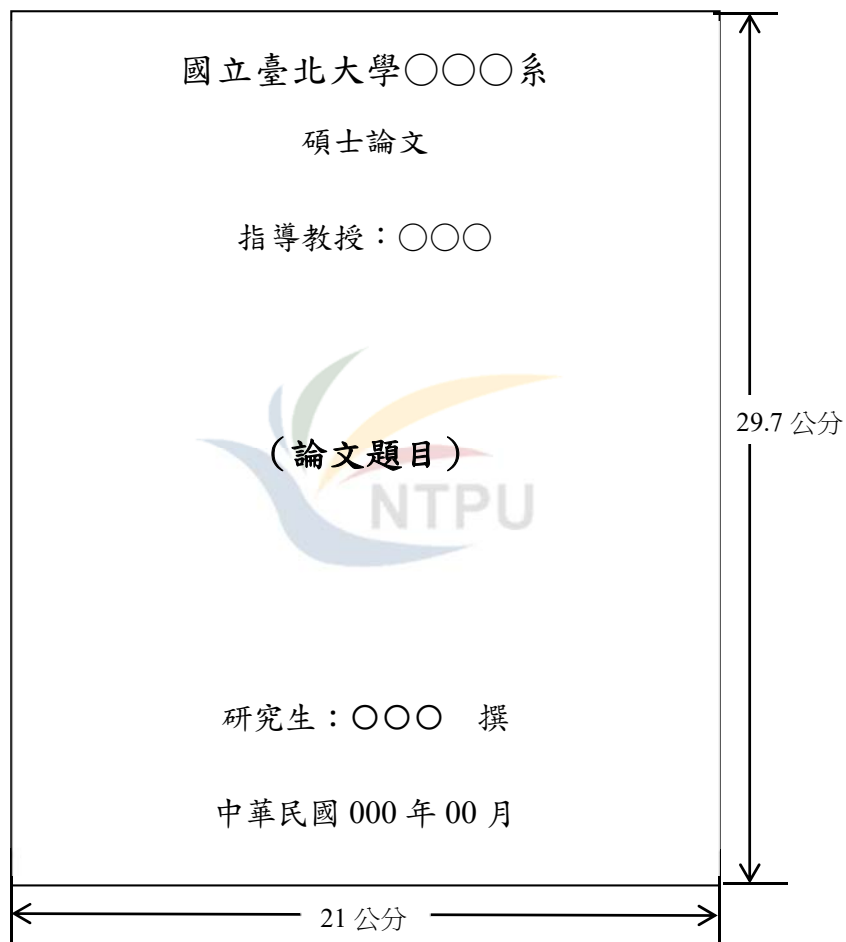 國立臺北大學○○○系
碩士論文
指導教授：○○○
29.7 公分
（論文題目）
NTPU
研究生：○○○　撰
中華民國 000 年 00 月
21 公分